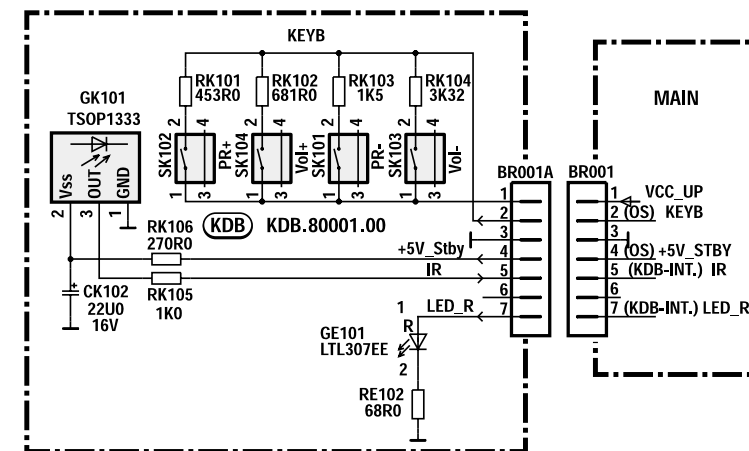 KEYB
RK101
453R0
RK102
681R0
RK103
1K5
RK104
3K32
GK101
TSOP1333
MAIN
2 4
2 4
2 4
2 4
SK102
PR+
SK104
Vol+
SK101
PR-
SK103
Vol-
1 3
1 3
1 3
1 3
Vss
OUT
GND
2 3 1
BR001A
BR001
1
2
3
4
5
6
7
1 VCC_UP
2 (OS) KEYB
3
4 (OS) +5V_STBY
5 (KDB-INT.) IR
6
7 (KDB-INT.) LED_R
RK106
270R0
KDB
KDB.80001.00
+5V_Stby
IR
RK105
1K0
+
CK102
22U0
16V
1 LED_R
R
GE101
LTL307EE
2
RE102
68R0